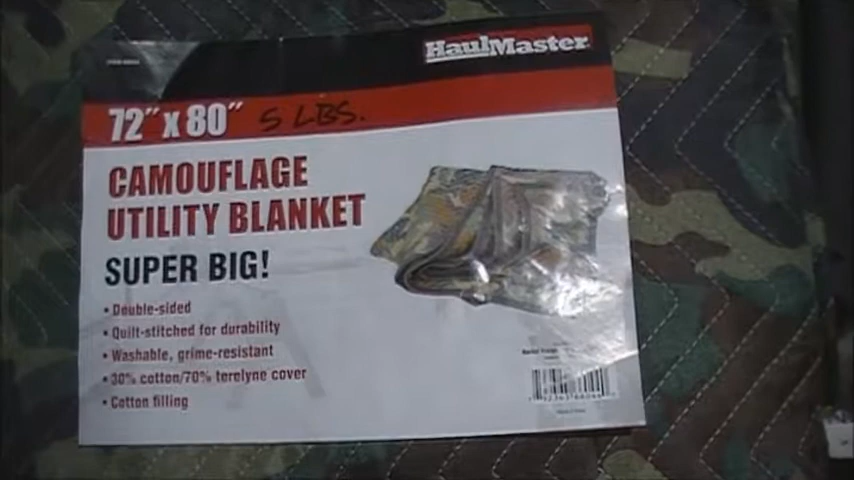 HaulMaster
72" x 80" 5 LBS.
CAMOUFLAGE
UTILITY BLANKET
SUPER BIG!
• Double-sided
• Quilt-stitched for durability
• Washable, grime-resistant
• 30% cotton/70% terelyne cover
• Cotton filling